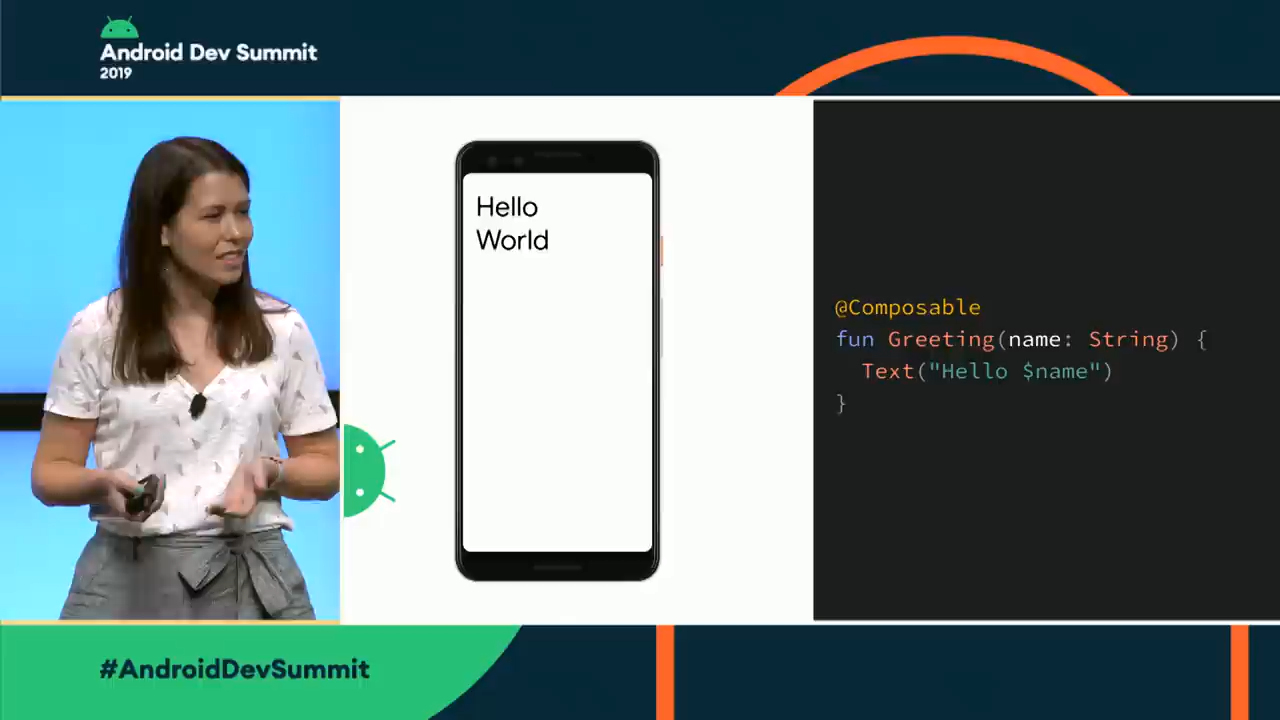 Android Dev Summit
2019
Hello
World
@Composable
fun Greeting(name: String) {
  Text("Hello $name")
}
#AndroidDevSummit